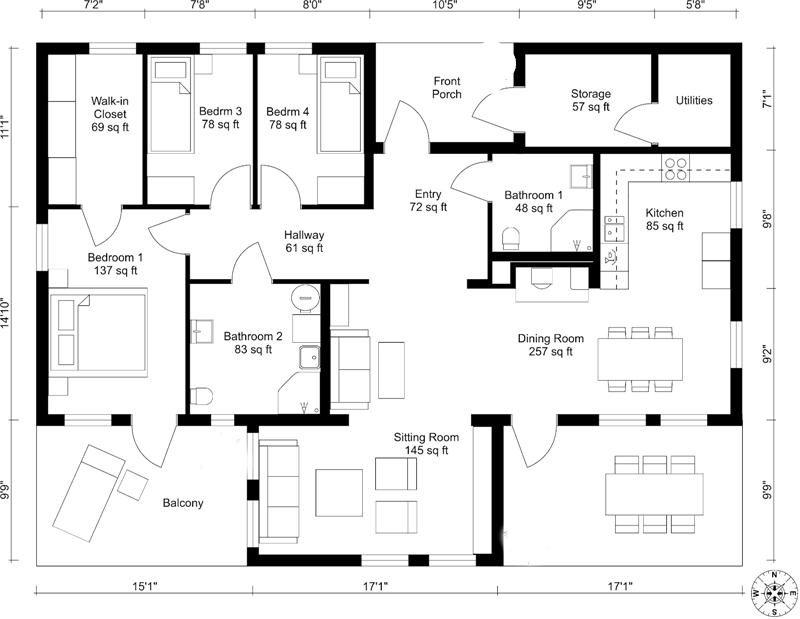 7'2"
7'8"
8'0"
10'5"
9'5"
5'8"
Walk-in
Closet
69 sq ft
Bedrm 3
78 sq ft
Bedrm 4
78 sq ft
Front
Porch
Storage
57 sq ft
Utilities
11'1"
7'1"
Entry
72 sq ft
Bathroom 1
48 sq ft
Kitchen
85 sq ft
9'8"
Hallway
61 sq ft
Bedroom 1
137 sq ft
14'10"
Bathroom 2
83 sq ft
Dining Room
257 sq ft
9'2"
Sitting Room
145 sq ft
Balcony
9'9"
9'9"
15'1"
17'1"
17'1"
N
W
E
S